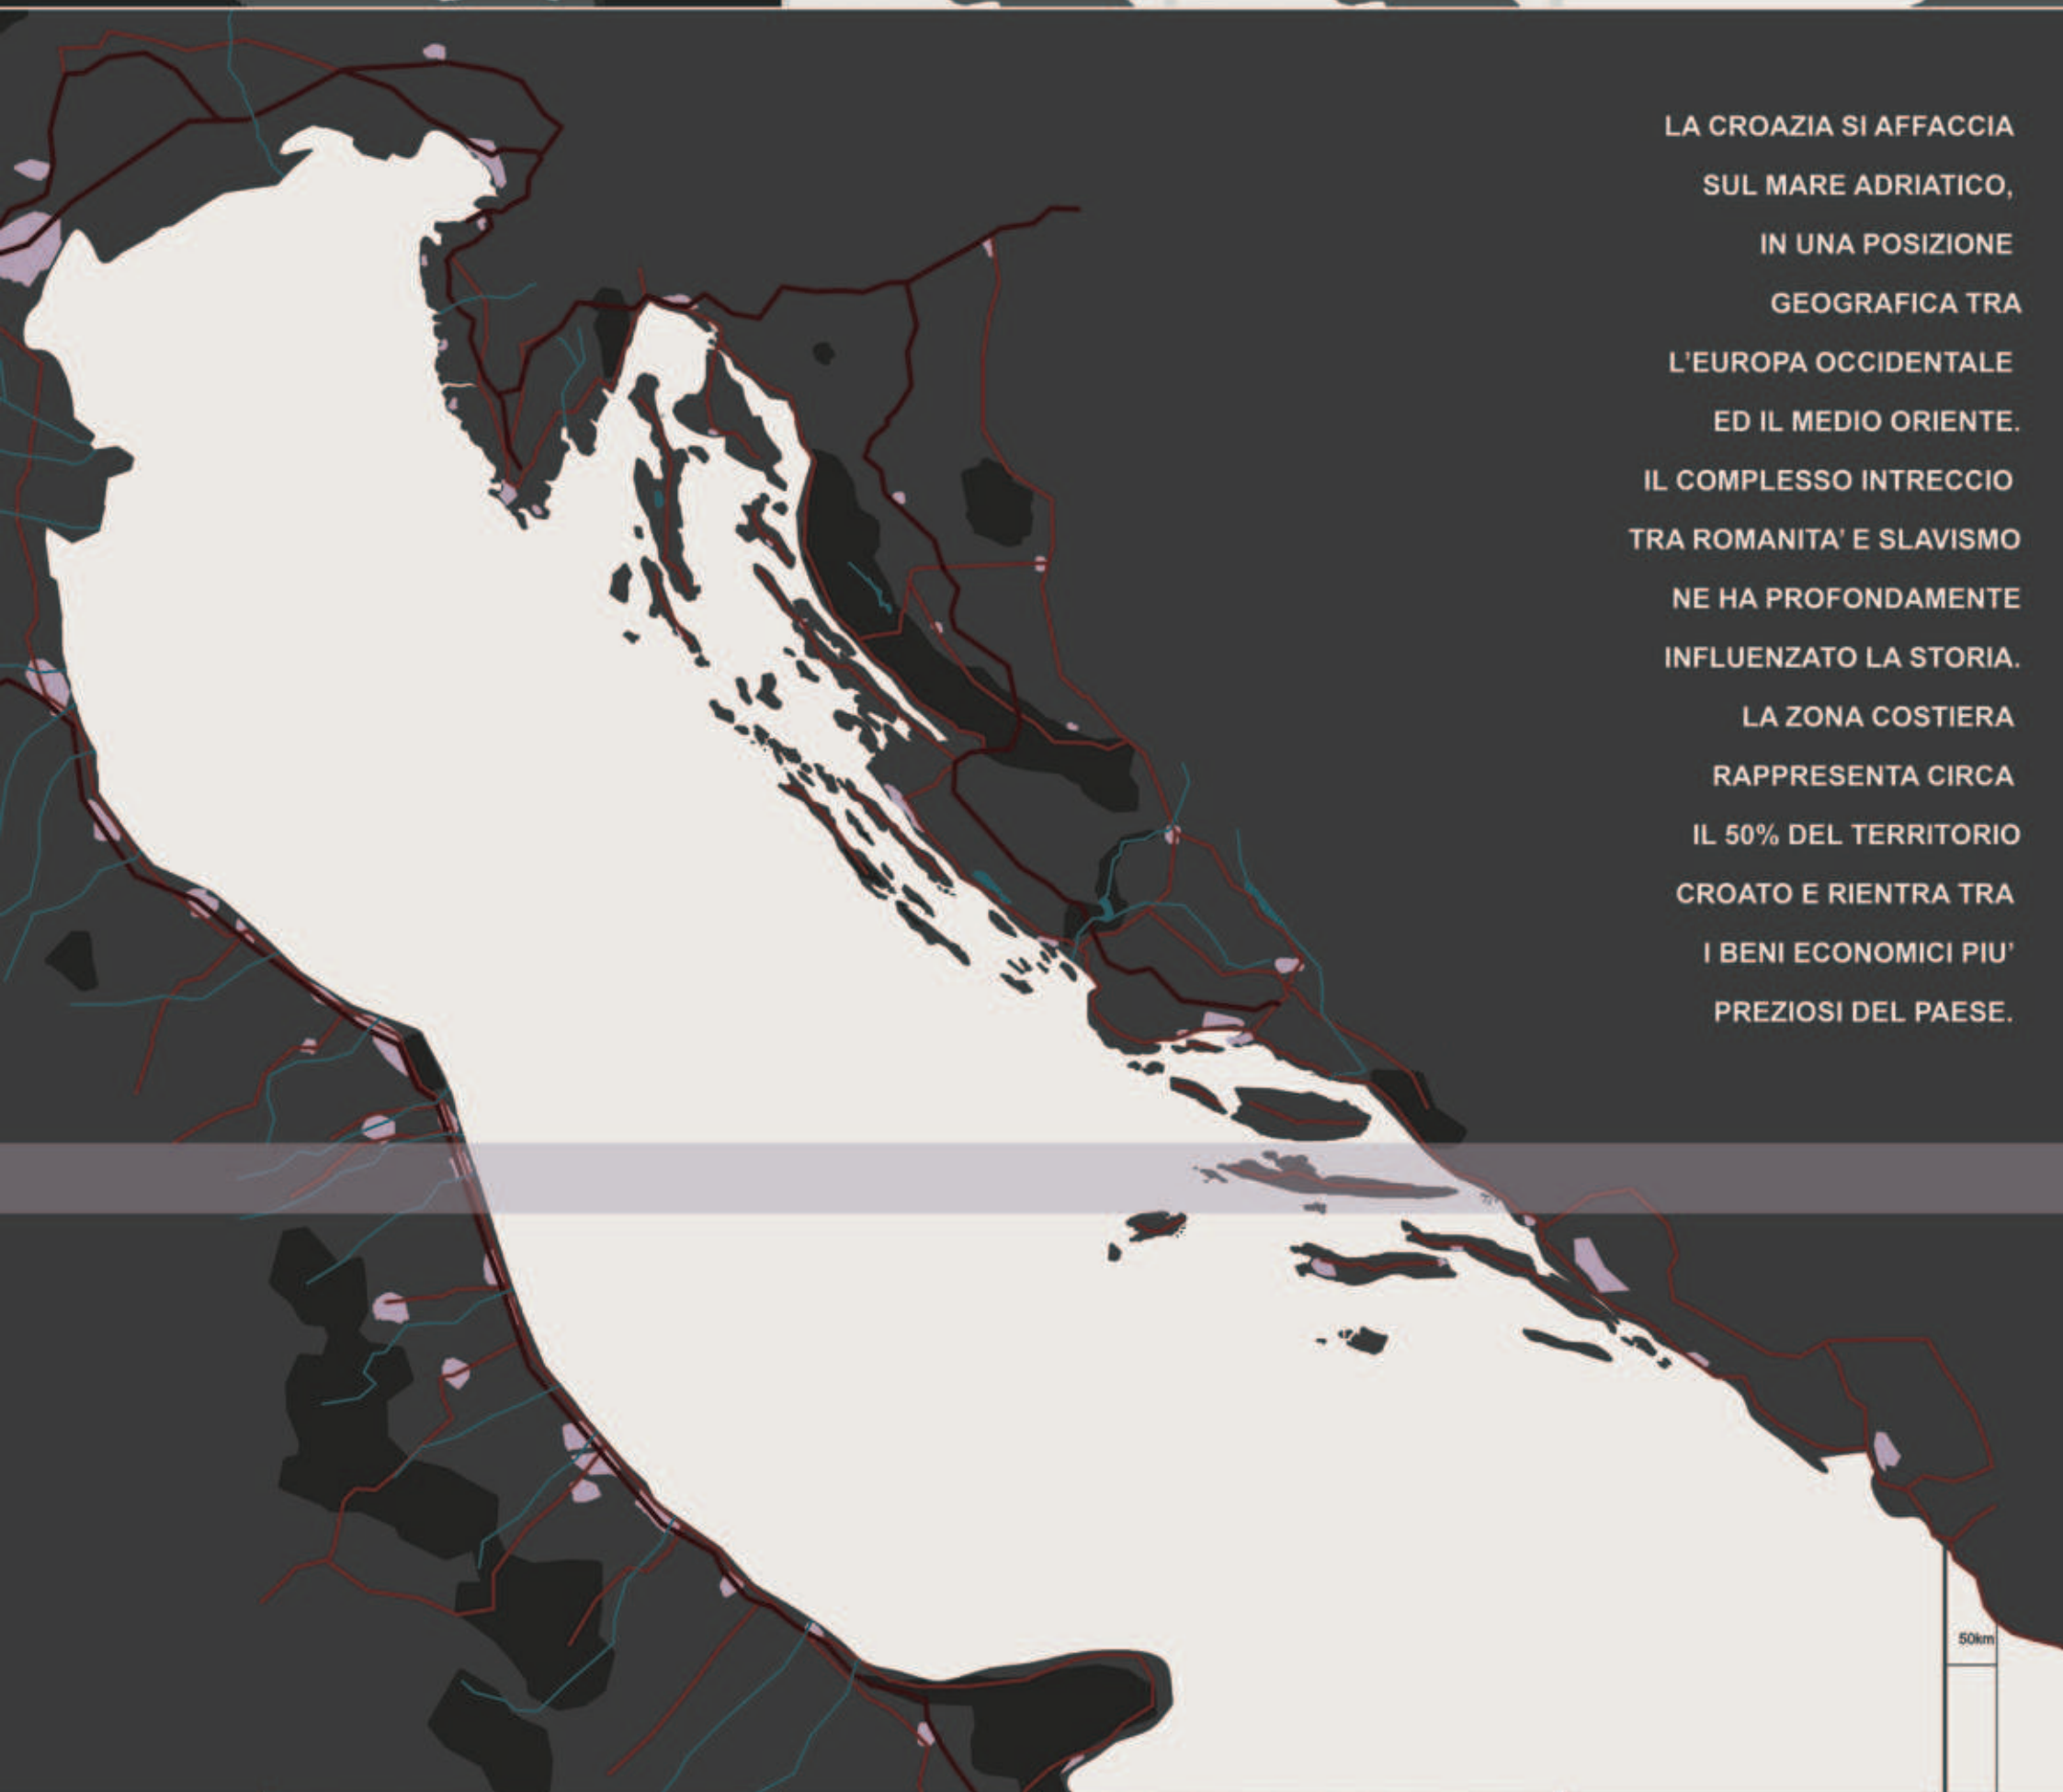 LA CROAZIA SI AFFACCIA
SUL MARE ADRIATICO,
IN UNA POSIZIONE
GEOGRAFICA TRA
L'EUROPA OCCIDENTALE
ED IL MEDIO ORIENTE.
IL COMPLESSO INTRECCIO
TRA ROMANITA' E SLAVISMO
NE HA PROFONDAMENTE
INFLUENZATO LA STORIA.
LA ZONA COSTIERA
RAPPRESENTA CIRCA
IL 50% DEL TERRITORIO
CROATO E RIENTRA TRA
I BENI ECONOMICI PIU'
PREZIOSI DEL PAESE.
50km